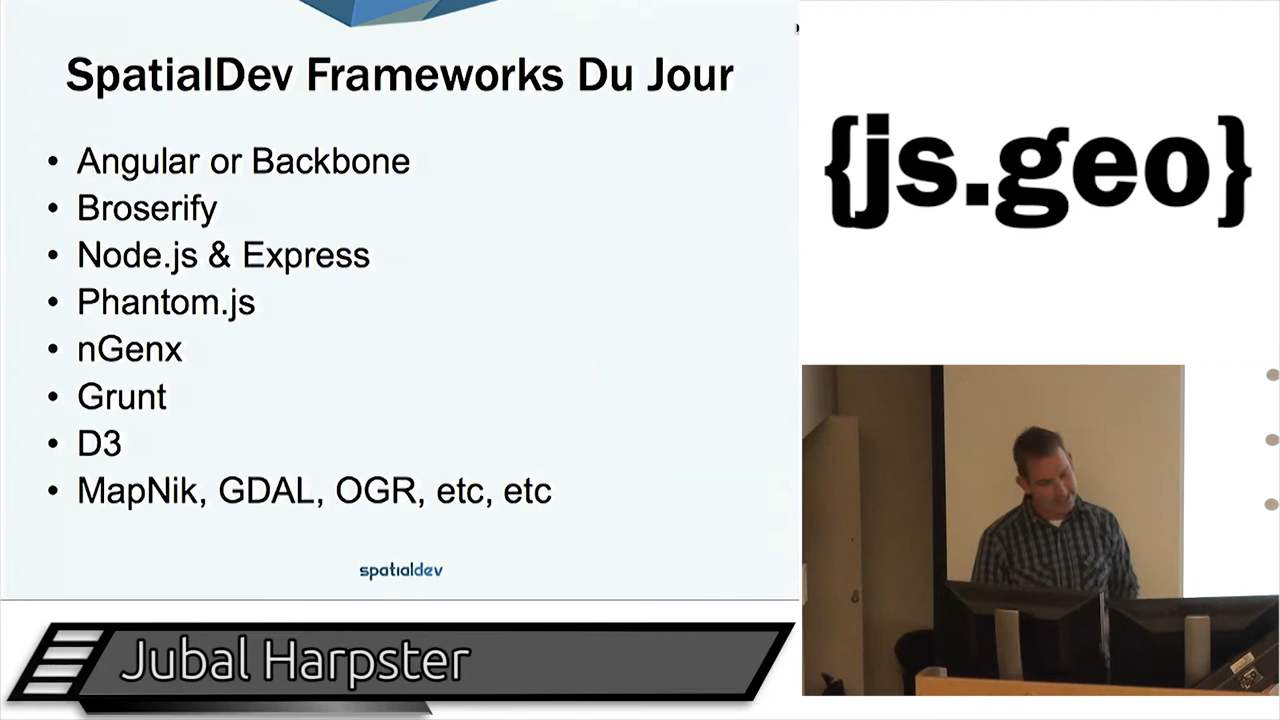 SpatialDev Frameworks Du Jour
• Angular or Backbone
• Broserify
• Node.js & Express
• Phantom.js
• nGenx
• Grunt
• D3
• MapNik, GDAL, OGR, etc, etc
spatialdev
{js.geo}
Jubal Harpster